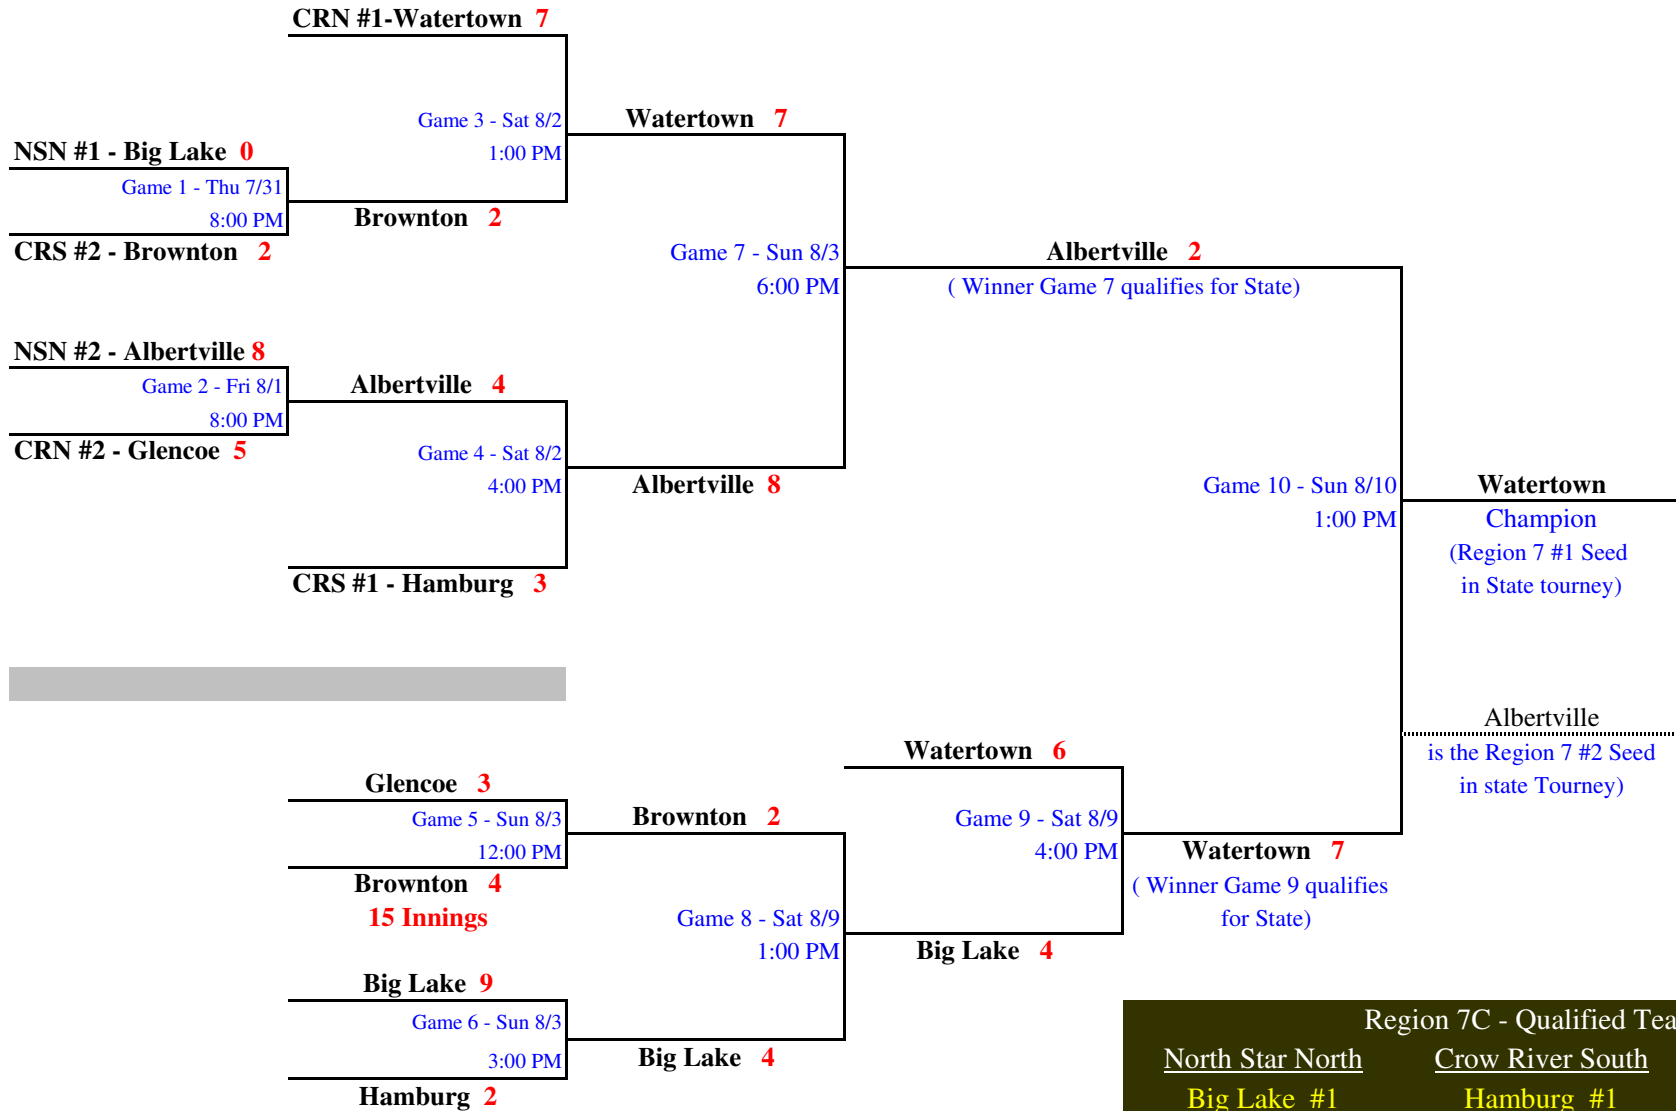 CRN #1-Watertown 7
Game 3 - Sat 8/2
1:00 PM
Watertown 7
NSN #1 - Big Lake 0
Game 1 - Thu 7/31
8:00 PM
CRS #2 - Brownton 2
Brownton 2
Game 7 - Sun 8/3
6:00 PM
Albertville 2
( Winner Game 7 qualifies for State)
NSN #2 - Albertville 8
Game 2 - Fri 8/1
8:00 PM
CRN #2 - Glencoe 5
Albertville 4
Game 4 - Sat 8/2
4:00 PM
Albertville 8
CRS #1 - Hamburg 3
Game 10 - Sun 8/10
1:00 PM
Watertown
Champion
(Region 7 #1 Seed
in State tourney)
Albertville
is the Region 7 #2 Seed
in state Tourney)
Glencoe 3
Game 5 - Sun 8/3
12:00 PM
Brownton 4
15 Innings
Brownton 2
Watertown 6
Game 9 - Sat 8/9
4:00 PM
Watertown 7
( Winner Game 9 qualifies
for State)
Game 8 - Sat 8/9
1:00 PM
Big Lake 4
Big Lake 9
Game 6 - Sun 8/3
3:00 PM
Hamburg 2
Big Lake 4
Region 7C - Qualified Tea
North Star North Crow River South
Big Lake #1 Hamburg #1